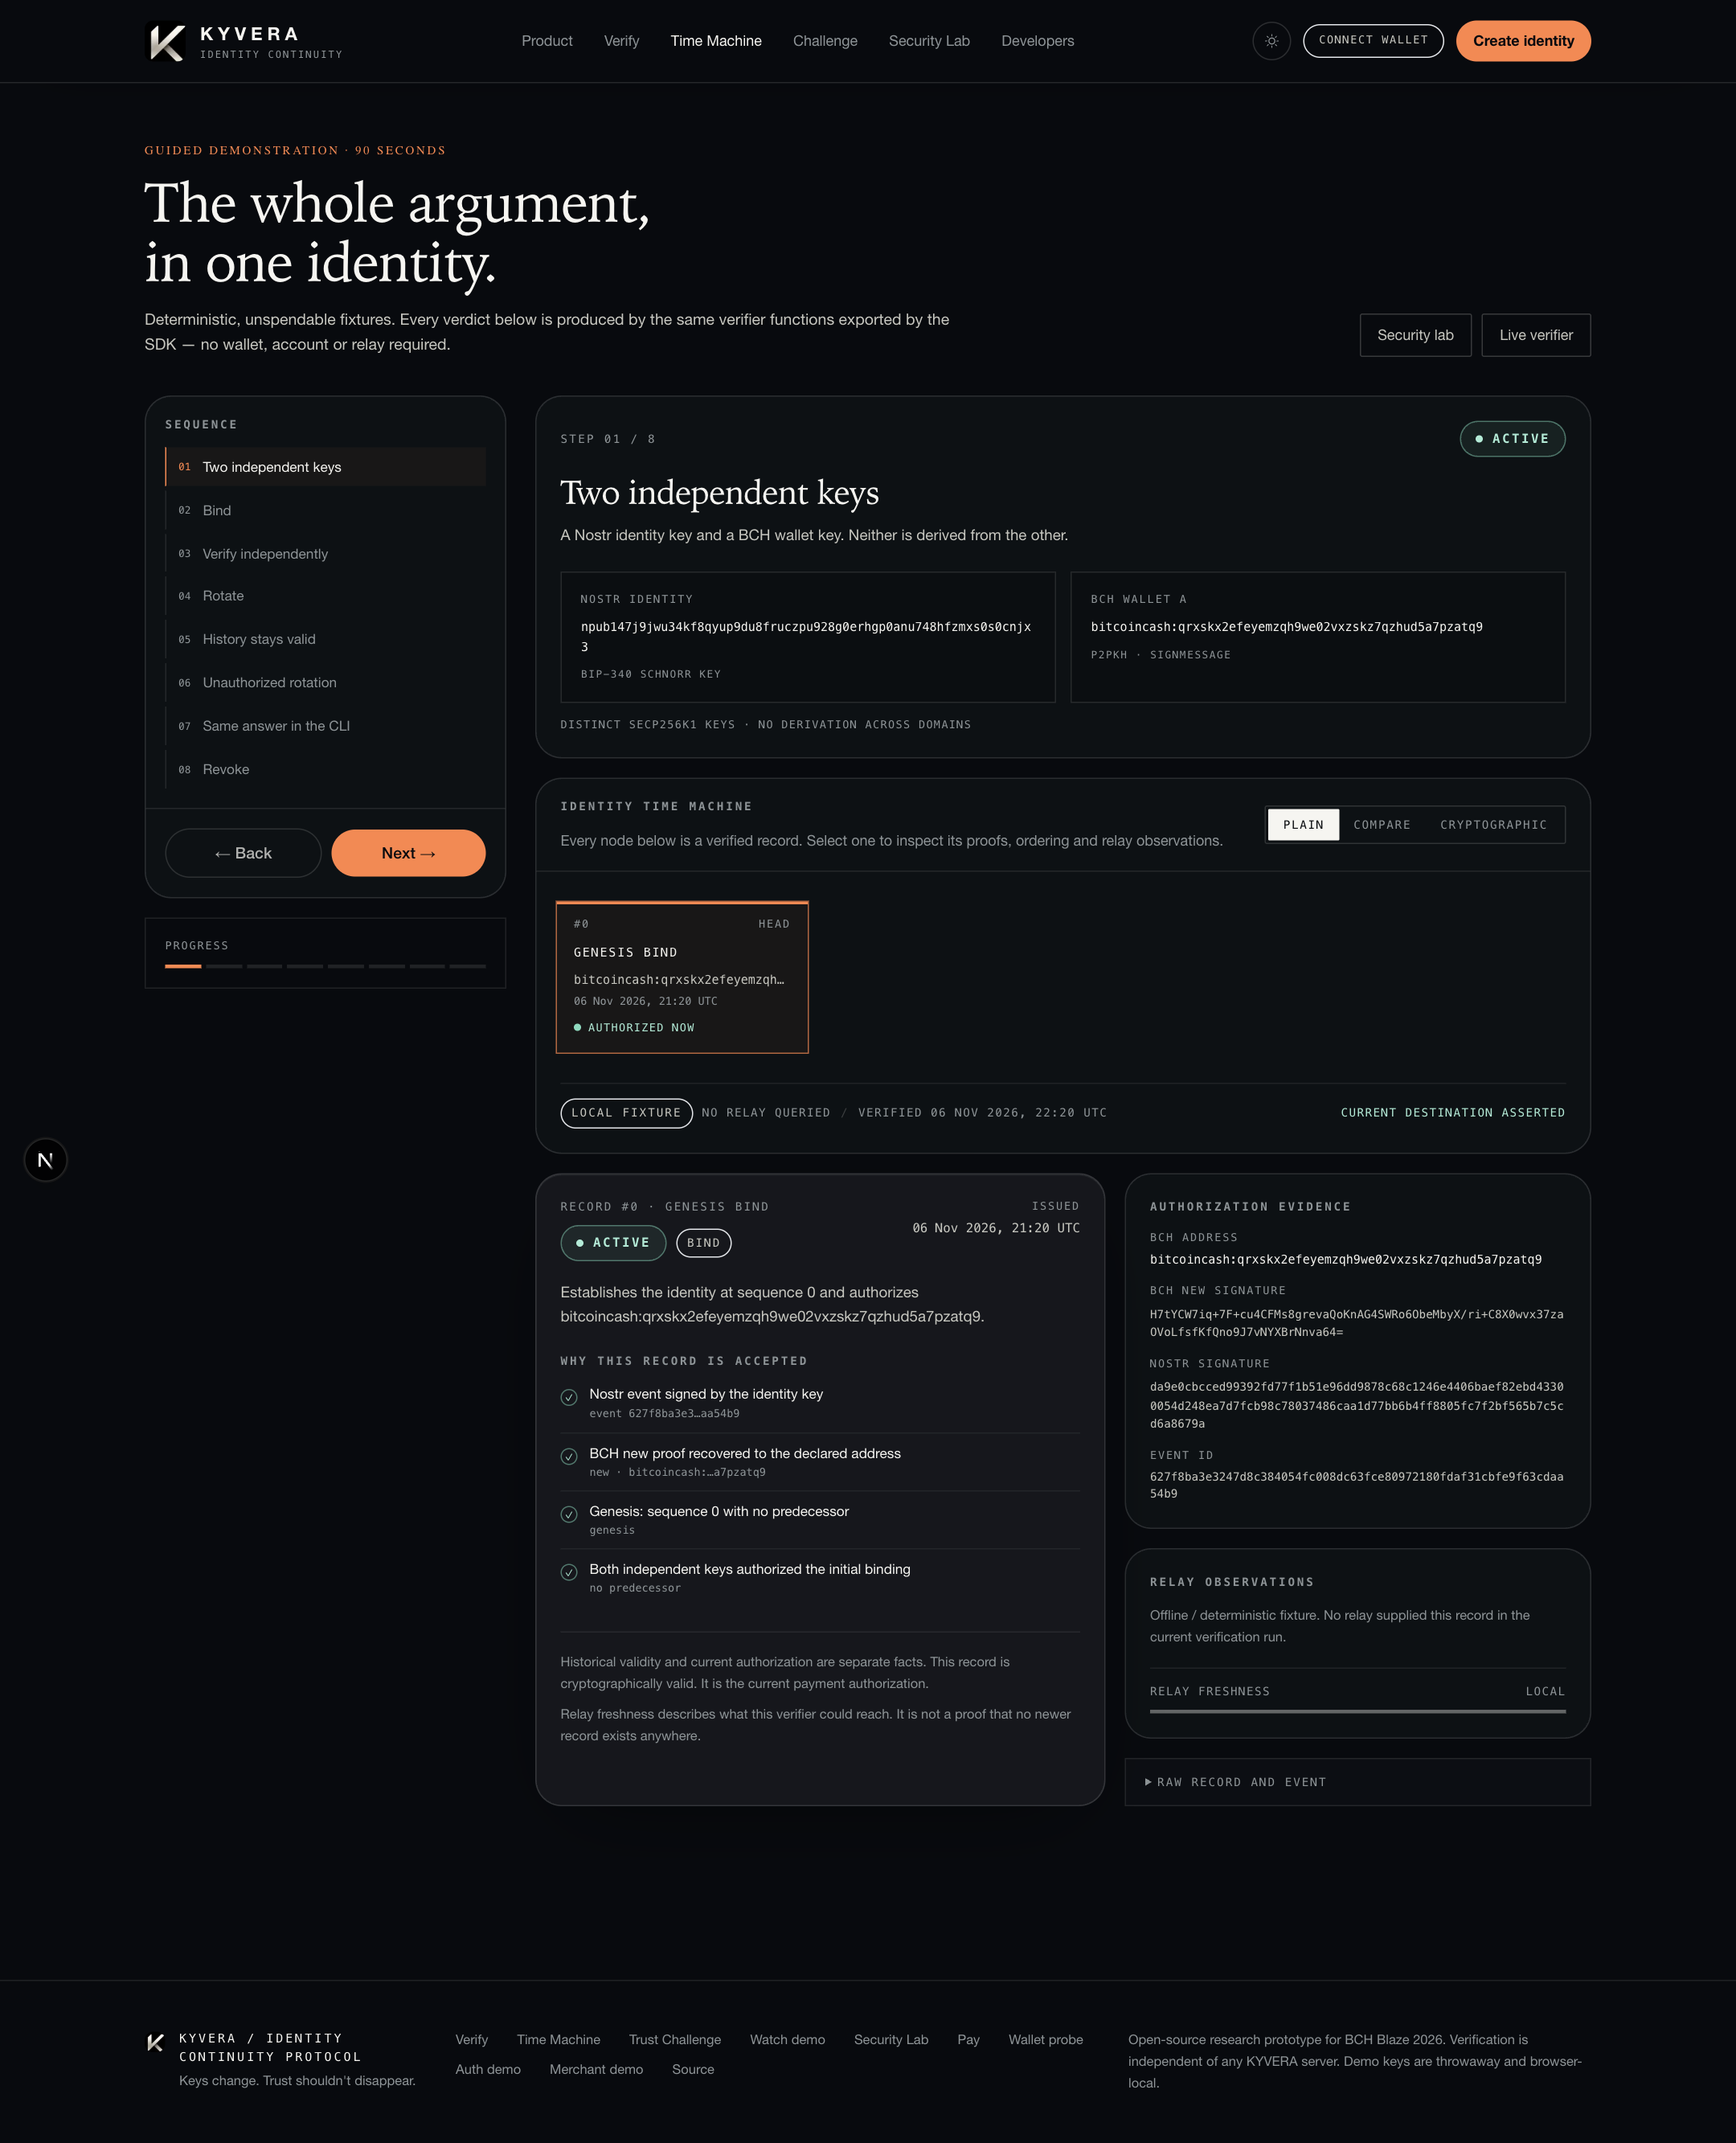 KYVERA
IDENTITY CONTINUITY
Product
Verify
Time Machine
Challenge
Security Lab
Developers
CONNECT WALLET
Create identity
GUIDED DEMONSTRATION · 90 SECONDS
The whole argument,
in one identity.
Deterministic, unspendable fixtures. Every verdict below is produced by the same verifier functions exported by the
SDK — no wallet, account or relay required.
Security lab
Live verifier
SEQUENCE
01 Two independent keys
02 Bind
03 Verify independently
04 Rotate
05 History stays valid
06 Unauthorized rotation
07 Same answer in the CLI
08 Revoke
← Back
Next →
PROGRESS
STEP 01 / 8
ACTIVE
Two independent keys
A Nostr identity key and a BCH wallet key. Neither is derived from the other.
NOSTR IDENTITY
npub147j9jwu34kf8qyup9du8fruczpu928g0erhgp0anu748hfzmxs0s0cnjx
3
BIP-340 SCHNORR KEY
BCH WALLET A
bitcoincash:qrxskx2efeyemzqh9we02vxzskz7qzhud5a7pzatq9
P2PKH · SIGNMESSAGE
DISTINCT SECP256K1 KEYS · NO DERIVATION ACROSS DOMAINS
IDENTITY TIME MACHINE
Every node below is a verified record. Select one to inspect its proofs, ordering and relay observations.
PLAIN
COMPARE
CRYPTOGRAPHIC
#0 HEAD
GENESIS BIND
bitcoincash:qrxskx2efeyemzqh…
06 Nov 2026, 21:20 UTC
AUTHORIZED NOW
LOCAL FIXTURE
NO RELAY QUERIED / VERIFIED 06 NOV 2026, 22:20 UTC
CURRENT DESTINATION ASSERTED
RECORD #0 · GENESIS BIND
ACTIVE
BIND
ISSUED
06 Nov 2026, 21:20 UTC
Establishes the identity at sequence 0 and authorizes
bitcoincash:qrxskx2efeyemzqh9we02vxzskz7qzhud5a7pzatq9.
WHY THIS RECORD IS ACCEPTED
Nostr event signed by the identity key
event 627f8ba3e3…aa54b9
BCH new proof recovered to the declared address
new · bitcoincash:…a7pzatq9
Genesis: sequence 0 with no predecessor
genesis
Both independent keys authorized the initial binding
no predecessor
Historical validity and current authorization are separate facts. This record is
cryptographically valid. It is the current payment authorization.
Relay freshness describes what this verifier could reach. It is not a proof that no newer
record exists anywhere.
AUTHORIZATION EVIDENCE
BCH ADDRESS
bitcoincash:qrxskx2efeyemzqh9we02vxzskz7qzhud5a7pzatq9
BCH NEW SIGNATURE
H7tYCW7iq+7F+cu4CFMs8grevaQoKnAG4SWRo6ObeMbyX/ri+C8X0wvx37za
OVoLfsfKfQno9J7vNYXBrNnva64=
NOSTR SIGNATURE
da9e0cbcced99392fd77f1b51e96dd9878c68c1246e4406baef82ebd4330
0054d248ea7d7fcb98c78037486caa1d77bb6b4ff8805fc7f2bf565b7c5c
d6a8679a
EVENT ID
627f8ba3e3247d8c384054fc008dc63fce80972180fdaf31cbfe9f63cdaa
54b9
RELAY OBSERVATIONS
Offline / deterministic fixture. No relay supplied this record in the
current verification run.
RELAY FRESHNESS
LOCAL
RAW RECORD AND EVENT
KYVERA / IDENTITY
CONTINUITY PROTOCOL
Keys change. Trust shouldn't disappear.
Verify
Time Machine
Trust Challenge
Watch demo
Security Lab
Pay
Wallet probe
Auth demo
Merchant demo
Source
Open-source research prototype for BCH Blaze 2026. Verification is
independent of any KYVERA server. Demo keys are throwaway and browser-
local.